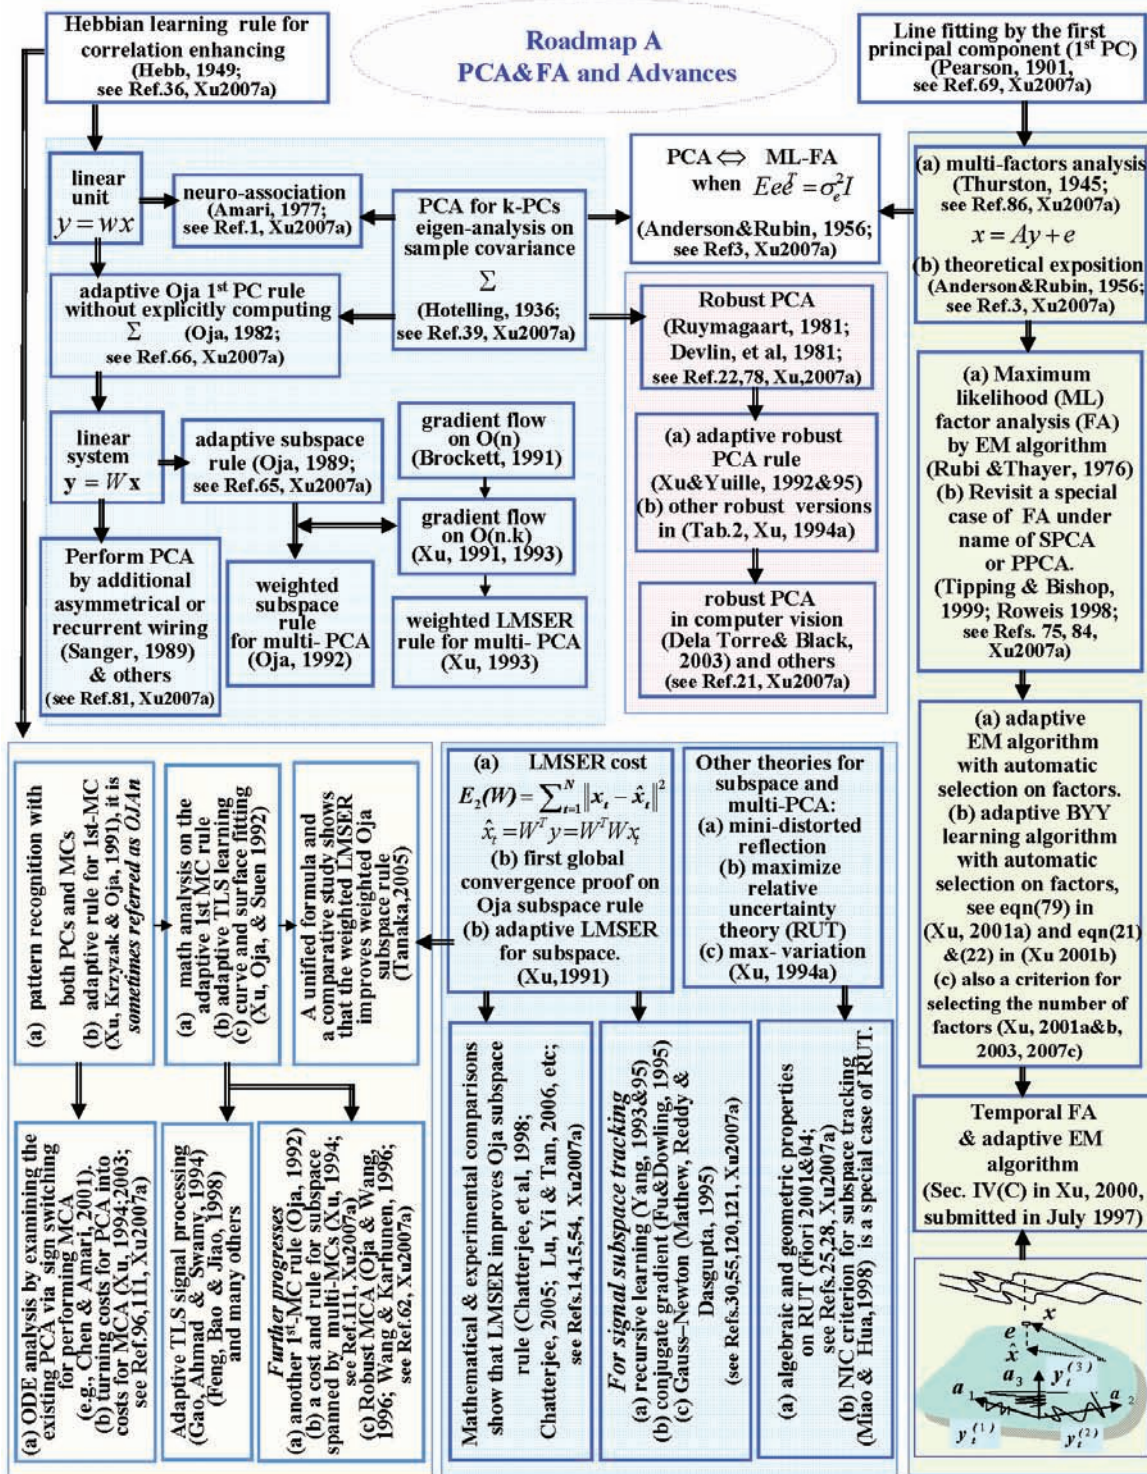 Hebbian learning rule for
correlation enhancing
(Hebb, 1949;
see Ref.36, Xu2007a)
Roadmap A
PCA&FA and Advances
Line fitting by the first
principal component (1st PC)
(Pearson, 1901,
see Ref.69, Xu2007a)
linear
unit
y = wx
neuro-association
(Amari, 1977;
see Ref.1, Xu2007a)
PCA for k-PCs
eigen-analysis on
sample covariance
Σ
(Hotelling, 1936;
see Ref.39, Xu2007a)
PCA ⇔ ML-FA
when Eee^T = σ_e^2 I
(Anderson&Rubin, 1956;
see Ref3, Xu2007a)
(a) multi-factors analysis
(Thurston, 1945;
see Ref.86, Xu2007a)
x = Ay + e
(b) theoretical exposition
(Anderson&Rubin, 1956;
see Ref.3, Xu2007a)
adaptive Oja 1st PC rule
without explicitly computing
Σ (Oja, 1982;
see Ref.66, Xu2007a)
Robust PCA
(Ruymagaart, 1981;
Devlin, et al, 1981;
see Ref.22,78, Xu,2007a)
linear
system
y = Wx
adaptive subspace
rule (Oja, 1989;
see Ref.65, Xu2007a)
gradient flow
on O(n)
(Brockett, 1991)
gradient flow
on O(n.k)
(Xu, 1991, 1993)
(a) adaptive robust
PCA rule
(Xu&Yuille, 1992&95)
(b) other robust versions
in (Tab.2, Xu, 1994a)
(a) Maximum
likelihood (ML)
factor analysis (FA)
by EM algorithm
(Rubi &Thayer, 1976)
(b) Revisit a special
case of FA under
name of SPCA
or PPCA.
(Tipping & Bishop,
1999; Roweis 1998;
see Refs. 75, 84,
Xu2007a)
Perform PCA
by additional
asymmetrical or
recurrent wiring
(Sanger, 1989)
& others
(see Ref.81, Xu2007a)
weighted
subspace
rule
for multi- PCA
(Oja, 1992)
weighted LMSER
rule for multi- PCA
(Xu, 1993)
robust PCA
in computer vision
(Dela Torre& Black,
2003) and others
(see Ref.21, Xu2007a)
(a) pattern recognition with
both PCs and MCs
(b) adaptive rule for 1st-MC
(Xu, Krzyzak & Oja, 1991), it is
sometimes referred as OJAn
(a) math analysis on the
adaptive 1st MC rule
(b) adaptive TLS learning
(c) curve and surface fitting
(Xu, Oja, & Suen 1992)
A unified formula and
a comparative study shows
that the weighted LMSER
improves weighted Oja
subspace rule
(Tanaka,2005)
(a) LMSER cost
E_2(W) = ∑_{t=1}^N ‖x_t − x̂_t‖^2
x̂_t = W^T y = W^T W x_t
(b) first global
convergence proof on
Oja subspace rule
(b) adaptive LMSER
for subspace.
(Xu,1991)
Other theories for
subspace and
multi-PCA:
(a) mini-distorted
reflection
(b) maximize
relative
uncertainty
theory (RUT)
(c) max- variation
(Xu, 1994a)
(a) adaptive
EM algorithm
with automatic
selection on factors.
(b) adaptive BYY
learning algorithm
with automatic
selection on factors,
see eqn(79) in
(Xu, 2001a) and eqn(21)
&(22) in (Xu 2001b)
(c) also a criterion for
selecting the number of
factors (Xu, 2001a&b,
2003, 2007c)
(a) ODE analysis by examining the
existing PCA via sign switching
for performing MCA
(e.g., Chen & Amari, 2001).
(b) turning costs for PCA into
costs for MCA (Xu, 1994;2003;
see Ref.96,111, Xu2007a)
Adaptive TLS signal processing
(Gao, Ahmad & Swamy, 1994)
(Feng, Bao & Jiao, 1998)
and many others
Further progresses
(a) another 1st-MC rule (Oja, 1992)
(b) a cost and rule for subspace
spanned by multi-MCs (Xu, 1994;
see Ref.111, Xu2007a)
(c) Robust MCA (Oja & Wang,
1996; Wang & Karhunen, 1996;
see Ref.62, Xu2007a)
Mathematical & experimental comparisons
show that LMSER improves Oja subspace
rule (Chatterjee, et al, 1998;
Chatterjee, 2005; Lu, Yi & Tan, 2006, etc;
see Refs.14,15,54, Xu2007a)
For signal subspace tracking
(a) recursive learning (Yang, 1993&95)
(b) conjugate gradient (Fu&Dowling, 1995)
(c) Gauss–Newton (Mathew, Reddy &
Dasgupta, 1995)
(see Refs.30,55,120,121, Xu2007a)
(a) algebraic and geometric properties
on RUT (Fiori 2001&04;
see Refs.25,28, Xu2007a)
(b) NIC criterion for subspace tracking
(Miao & Hua,1998) is a special case of RUT.
Temporal FA
& adaptive EM
algorithm
(Sec. IV(C) in Xu, 2000,
submitted in July 1997)
x
e
x̂
a_3
y_t^(3)
a_1
a_2
y_t^(1)
y_t^(2)